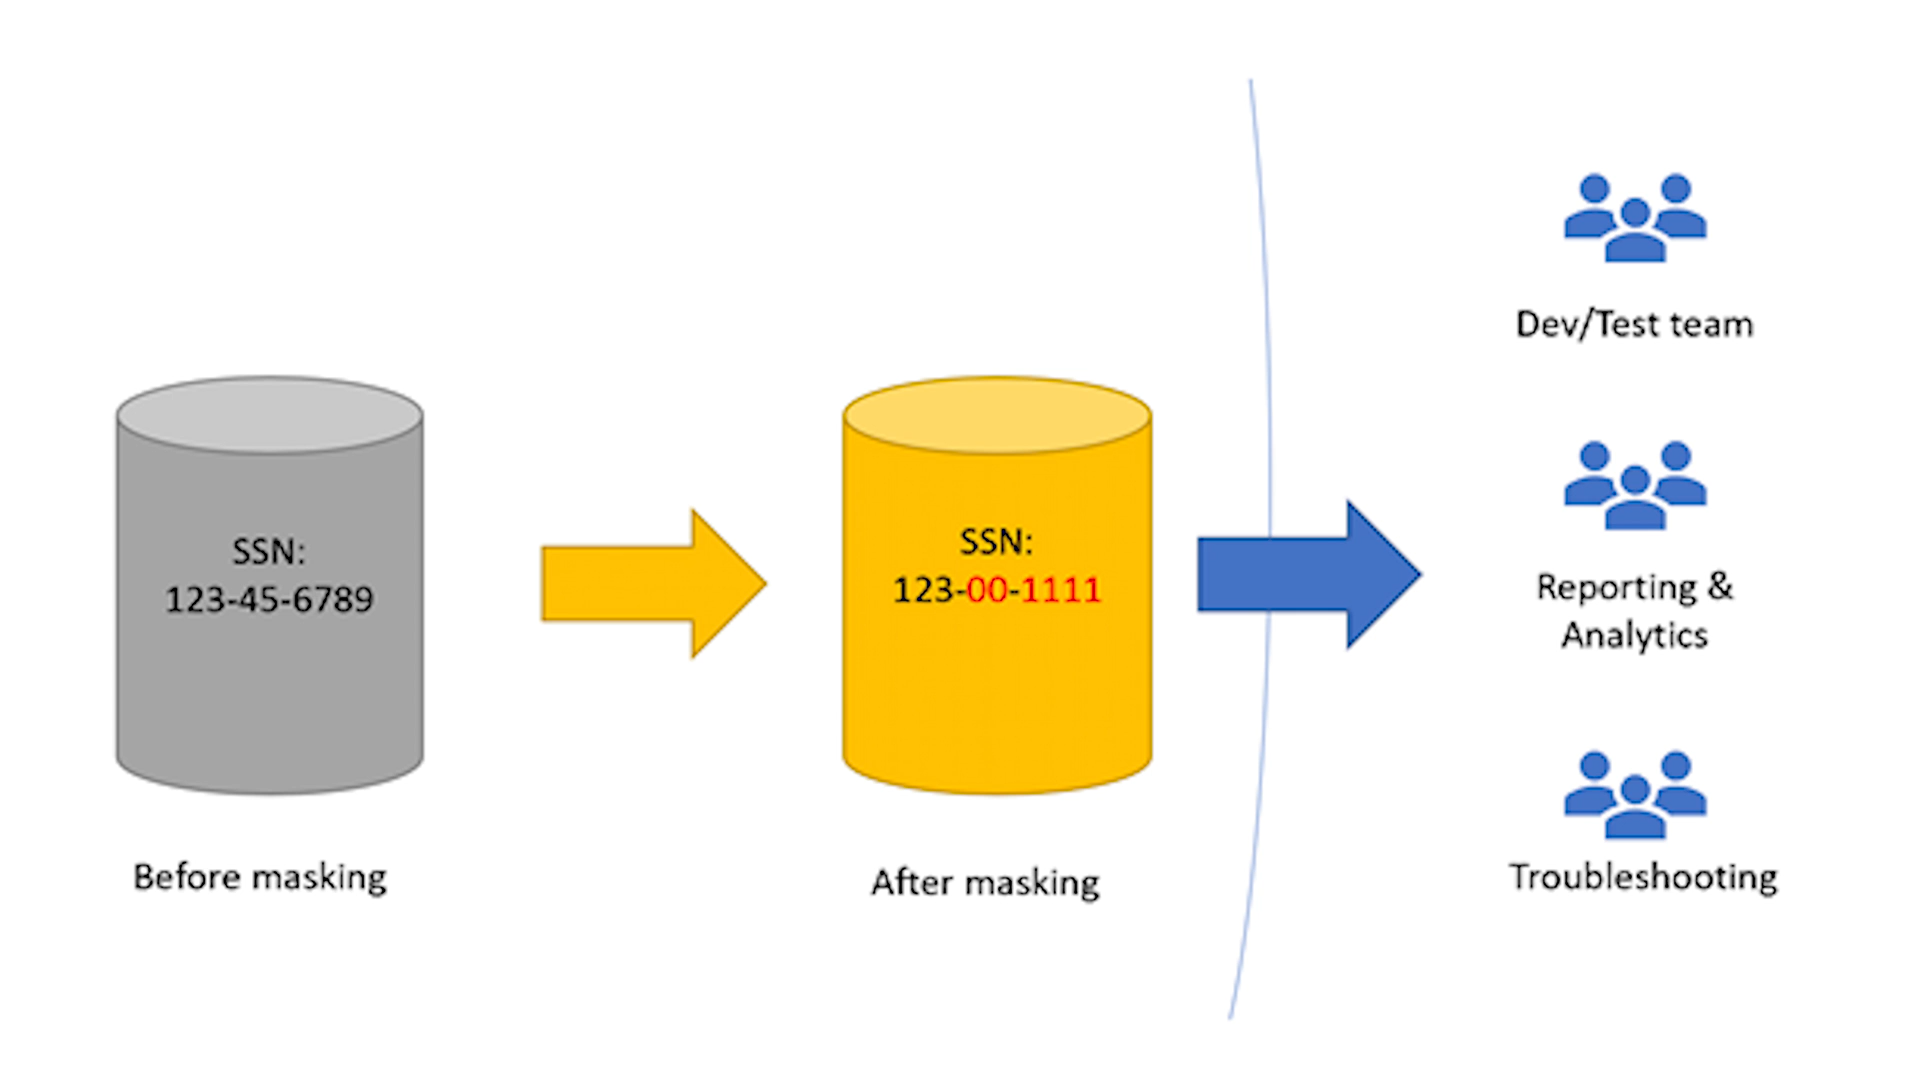 SSN:
123-45-6789
Before masking
SSN:
123-00-1111
After masking
Dev/Test team
Reporting &
Analytics
Troubleshooting